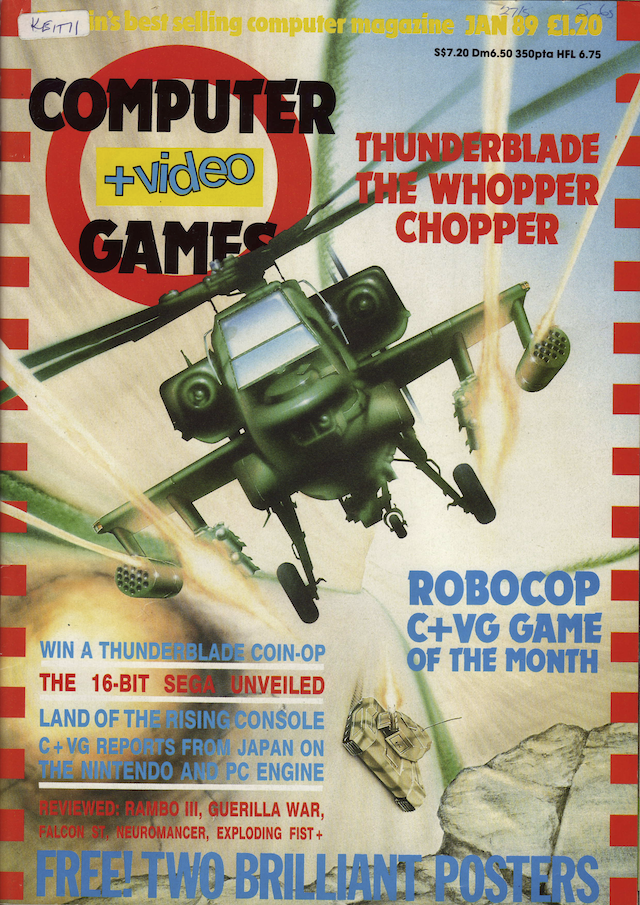 KEITH
in's best selling computer magazine JAN 89 £1.20
S$7.20 Dm6.50 350pta HFL 6.75
COMPUTER
+video
GAMES
THUNDERBLADE
THE WHOPPER
CHOPPER
ROBOCOP
C+VG GAME
OF THE MONTH
WIN A THUNDERBLADE COIN-OP
THE 16-BIT SEGA UNVEILED
LAND OF THE RISING CONSOLE
C+VG REPORTS FROM JAPAN ON
THE NINTENDO AND PC ENGINE
REVIEWED: RAMBO III, GUERILLA WAR,
FALCON ST, NEUROMANCER, EXPLODING FIST+
FREE! TWO BRILLIANT POSTERS